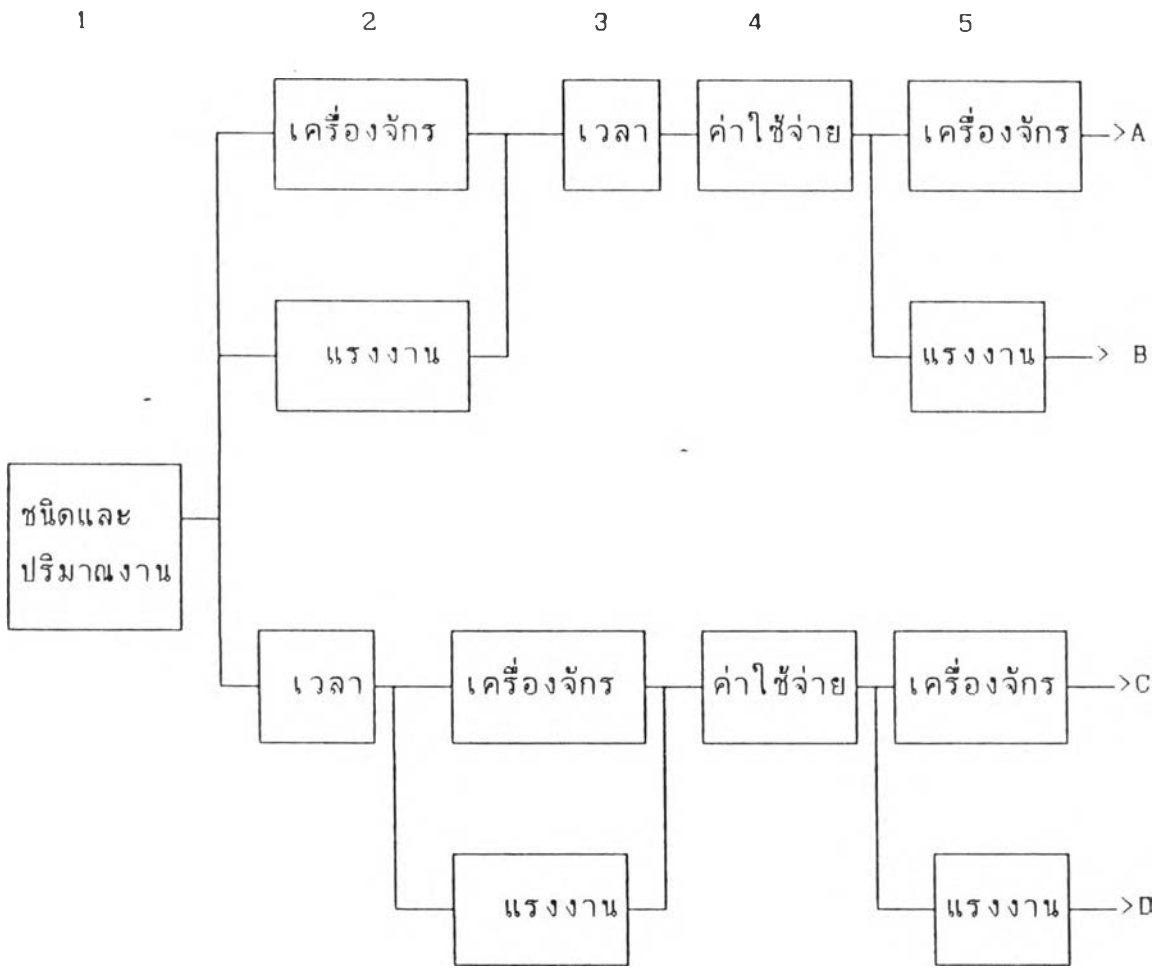 1 2 3 4 5
เครื่องจักร เวลา ค่าใช้จ่าย เครื่องจักร >A
แรงงาน แรงงาน > B
ชนิดและ
ปริมาณงาน
เวลา เครื่องจักร ค่าใช้จ่าย เครื่องจักร >C
แรงงาน แรงงาน >D